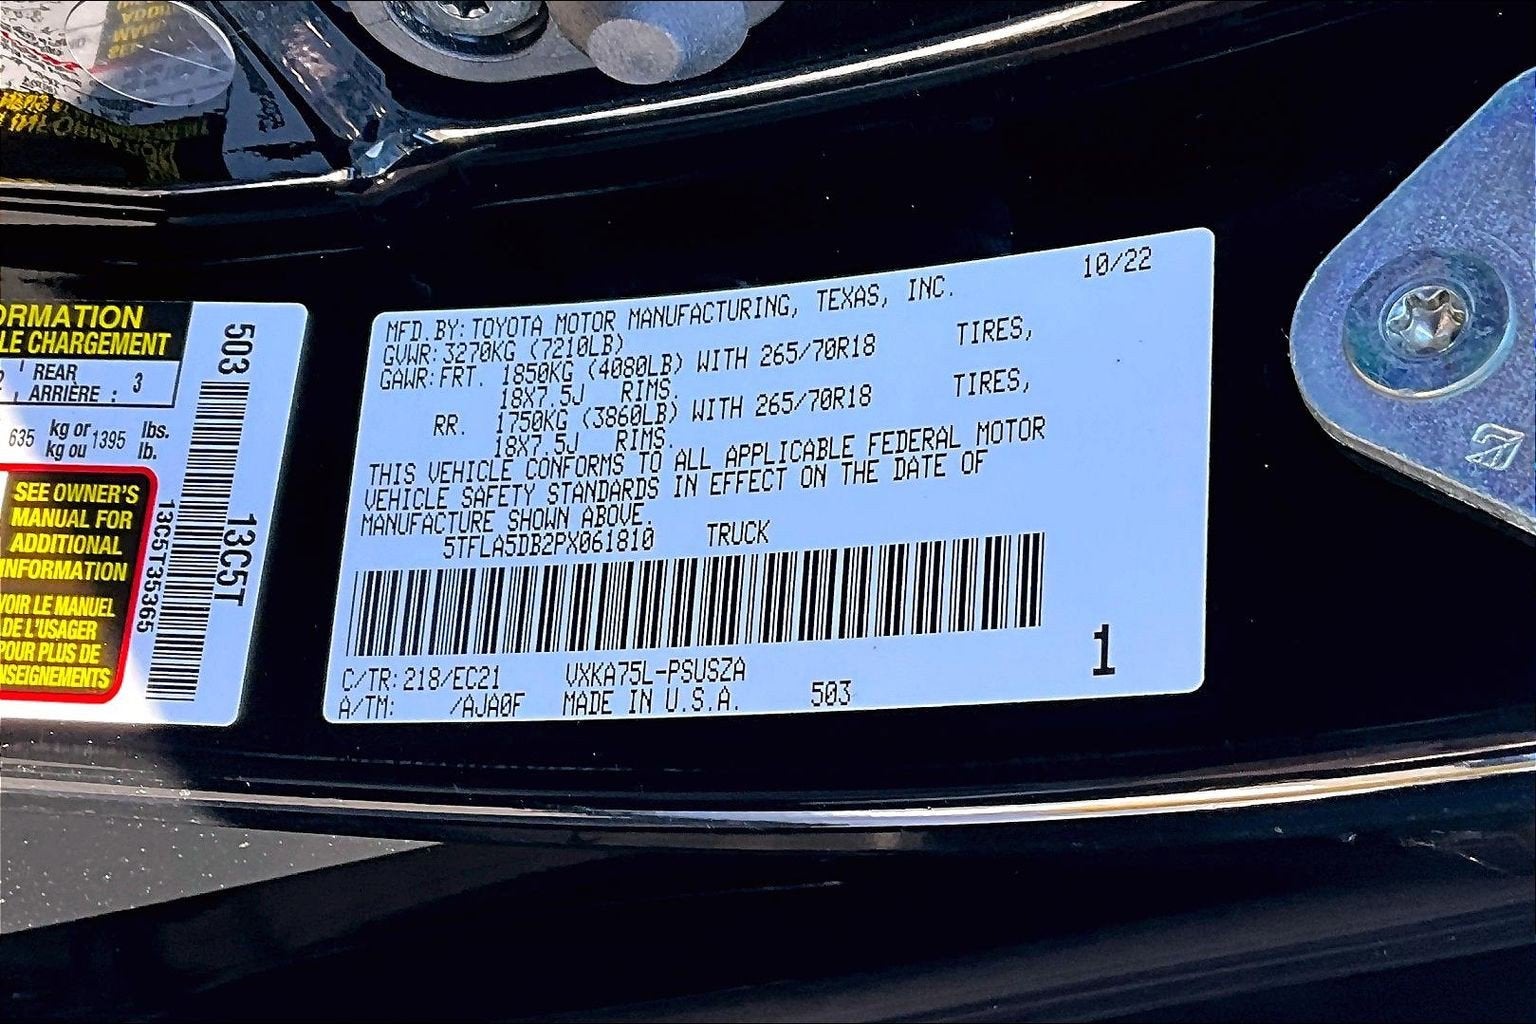 ORMATION
LE CHARGEMENT
REAR
ARRIÈRE : 3
635 kg or 1395 lbs.
kg ou lb.
SEE OWNER'S
MANUAL FOR
ADDITIONAL
INFORMATION
VOIR LE MANUEL
DE L'USAGER
POUR PLUS DE
NSEIGNEMENTS
503
13C5T
13C5T35365
10/22
MFD.BY: TOYOTA MOTOR MANUFACTURING, TEXAS, INC.
GVWR: 3270KG (7210LB)
GAWR: FRT. 1850KG (4080LB) WITH 265/70R18 TIRES,
18X7.5J RIMS.
RR. 1750KG (3860LB) WITH 265/70R18 TIRES,
18X7.5J RIMS.
THIS VEHICLE CONFORMS TO ALL APPLICABLE FEDERAL MOTOR
VEHICLE SAFETY STANDARDS IN EFFECT ON THE DATE OF
MANUFACTURE SHOWN ABOVE.
5TFLA5DB2PX061810 TRUCK
1
C/TR: 218/EC21 VXKA75L-PSUSZA
A/TM: /AJA0F MADE IN U.S.A. 503